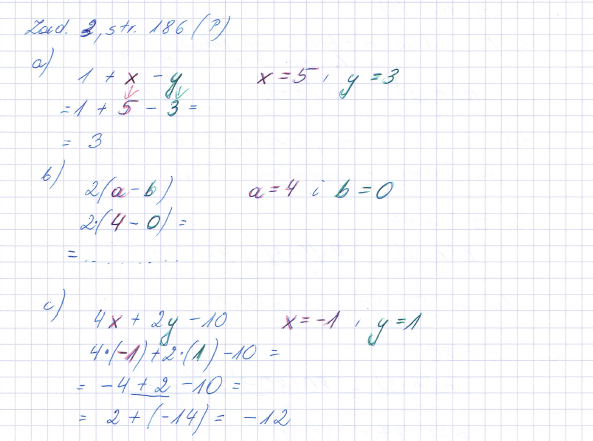 Zad. 3, str. 186 (P)
a)
1 + x - y x = 5, y = 3
= 1 + 5 - 3 =
= 3
b)
2(a - b) a = 4 i b = 0
2·(4 - 0) =
= ............
c)
4x + 2y - 10 x = -1, y = 1
4·(-1) + 2·(1) - 10 =
= -4 + 2 - 10 =
= 2 + (-14) = -12